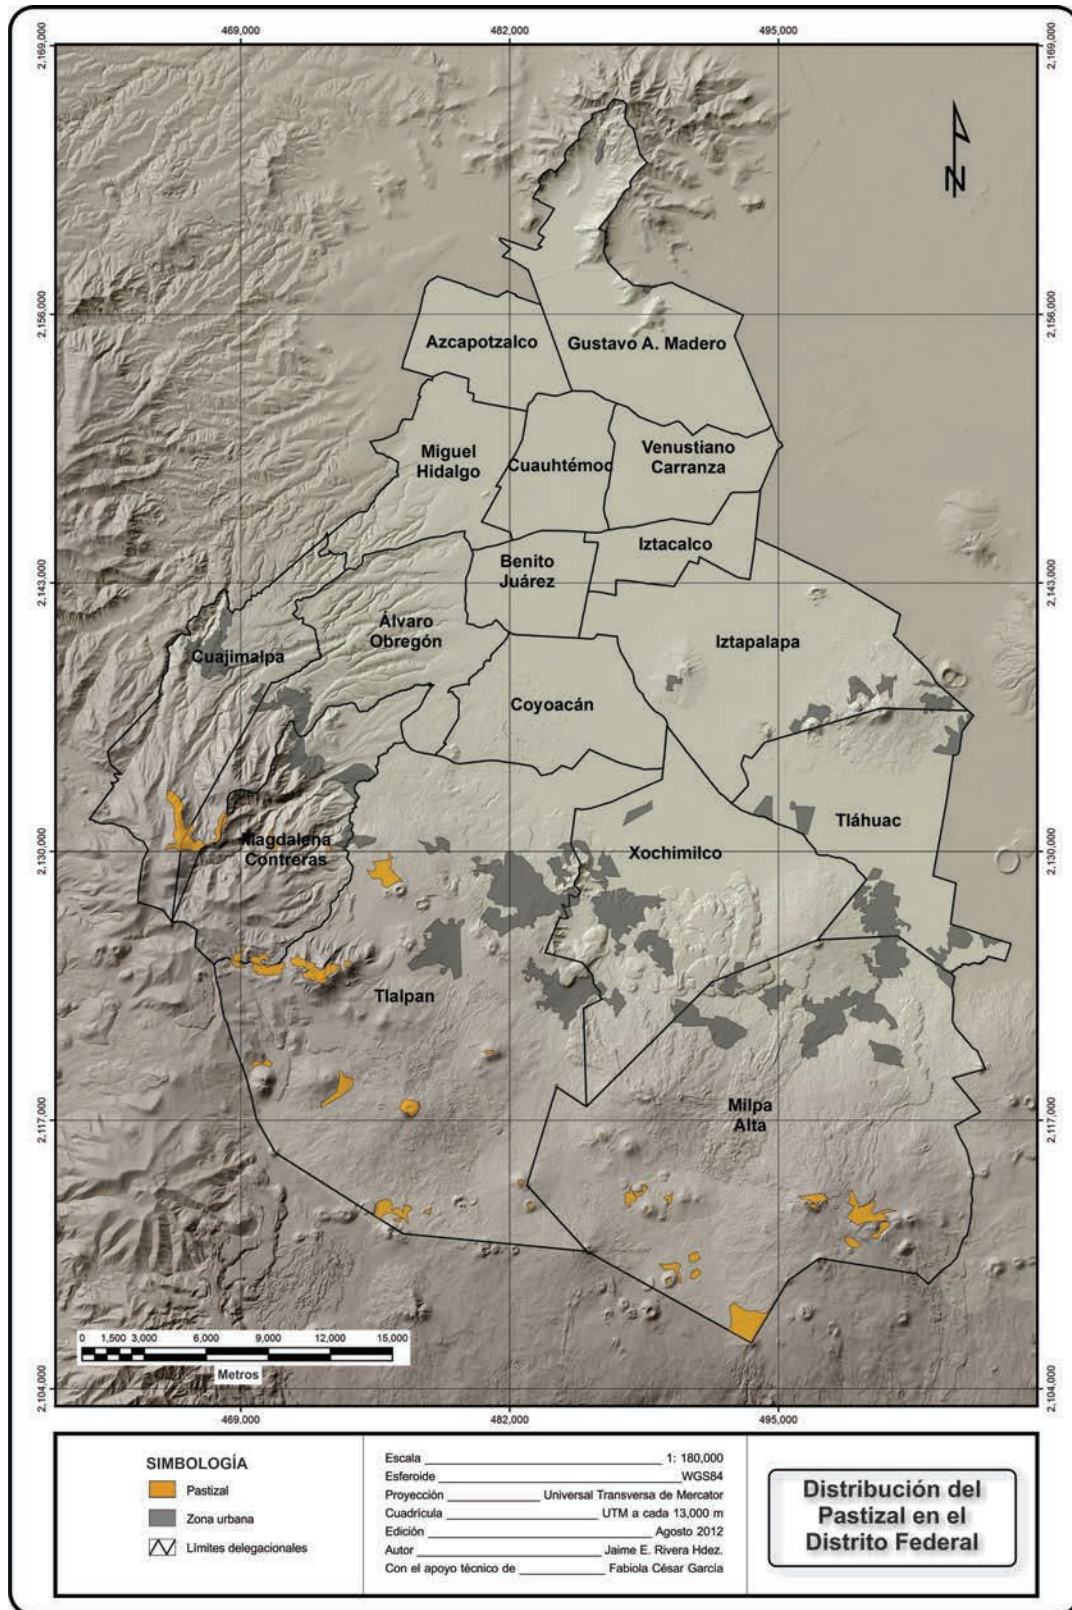 469,000
482,000
495,000
2,169,000
2,169,000
N
2,156,000
2,156,000
Azcapotzalco
Gustavo A. Madero
Miguel
Hidalgo
Cuauhtémoc
Venustiano
Carranza
Iztacalco
Benito
Juárez
2,143,000
2,143,000
Álvaro
Obregón
Iztapalapa
Cuajimalpa
Coyoacán
Tláhuac
Magdalena
Contreras
2,130,000
2,130,000
Xochimilco
Tlalpan
Milpa
Alta
2,117,000
2,117,000
0 1,500 3,000 6,000 9,000 12,000 15,000
Metros
2,104,000
2,104,000
469,000
482,000
495,000
SIMBOLOGÍA
Pastizal
Zona urbana
Límites delegacionales
Escala 1: 180,000
Esferoide WGS84
Proyección Universal Transversa de Mercator
Cuadrícula UTM a cada 13,000 m
Edición Agosto 2012
Autor Jaime E. Rivera Hdez.
Con el apoyo técnico de Fabiola César García
Distribución del
Pastizal en el
Distrito Federal